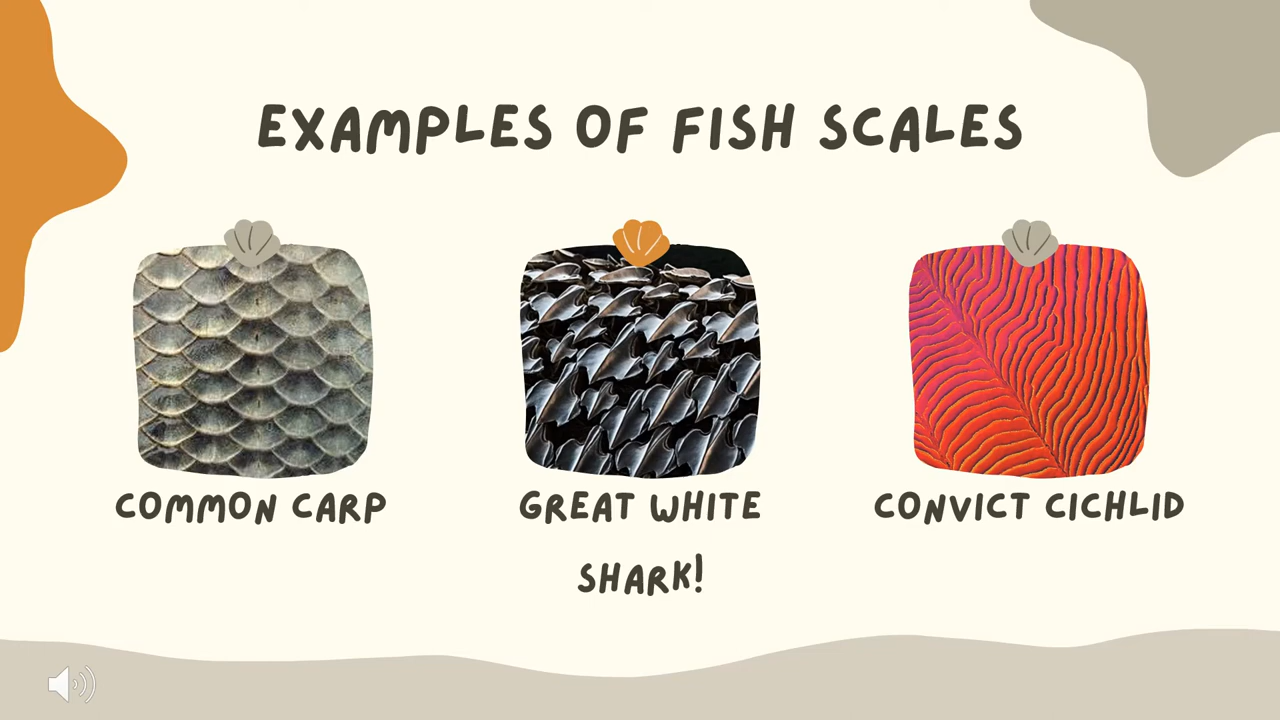 EXAMPLES OF FISH SCALES
COMMON CARP
GREAT WHITE
SHARK!
CONVICT CICHLID